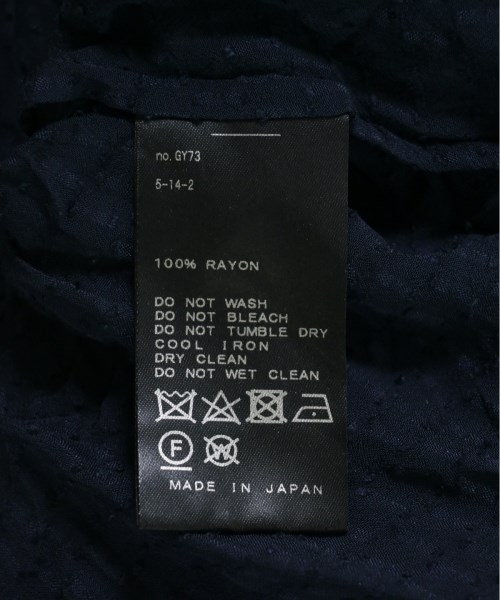 no.GY73
5-14-2
100% RAYON
DO NOT WASH
DO NOT BLEACH
DO NOT TUMBLE DRY
COOL IRON
DRY CLEAN
DO NOT WET CLEAN
F W
MADE IN JAPAN